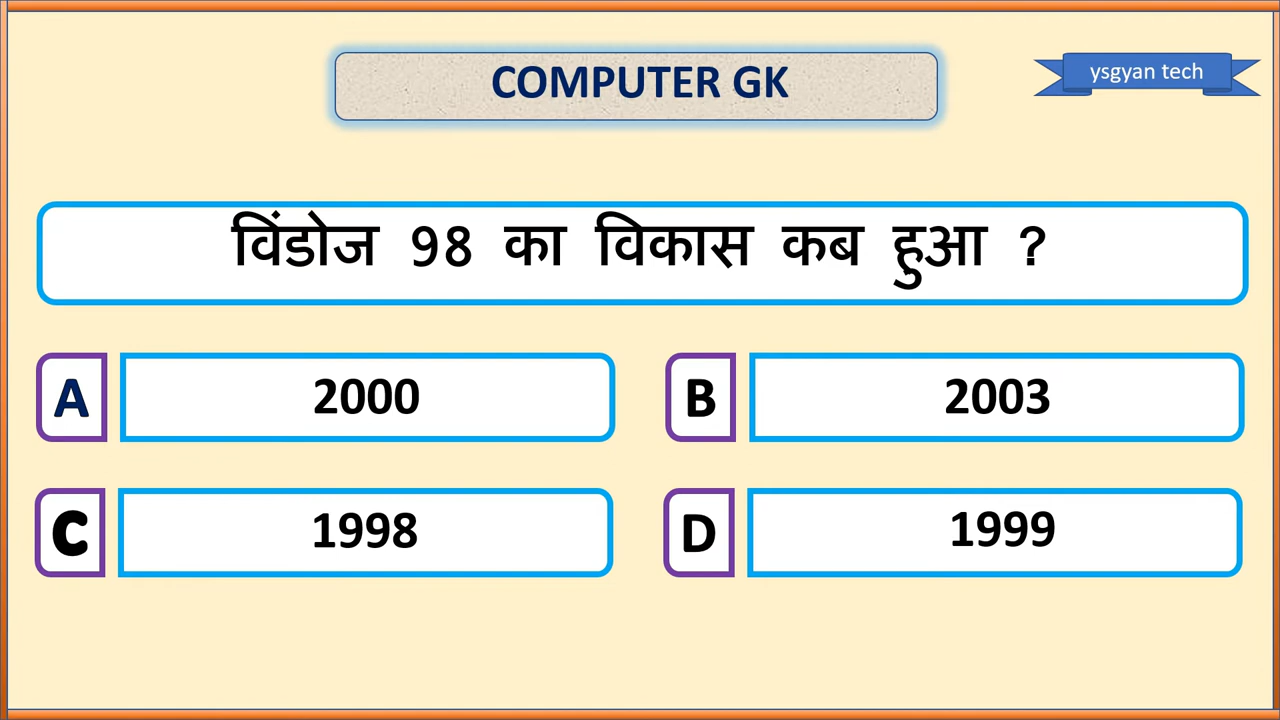 COMPUTER GK
ysgyan tech
विंडोज 98 का विकास कब हुआ ?
A 2000
B 2003
C 1998
D 1999